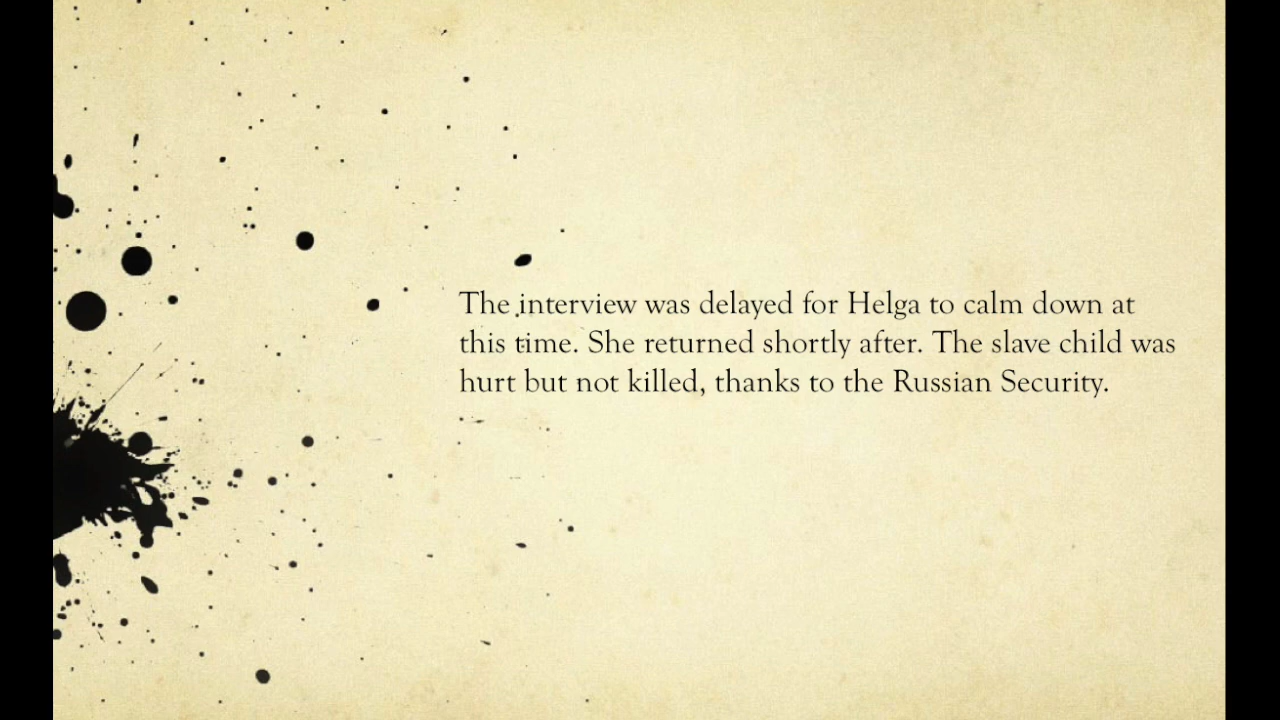 The interview was delayed for Helga to calm down at
this time. She returned shortly after. The slave child was
hurt but not killed, thanks to the Russian Security.